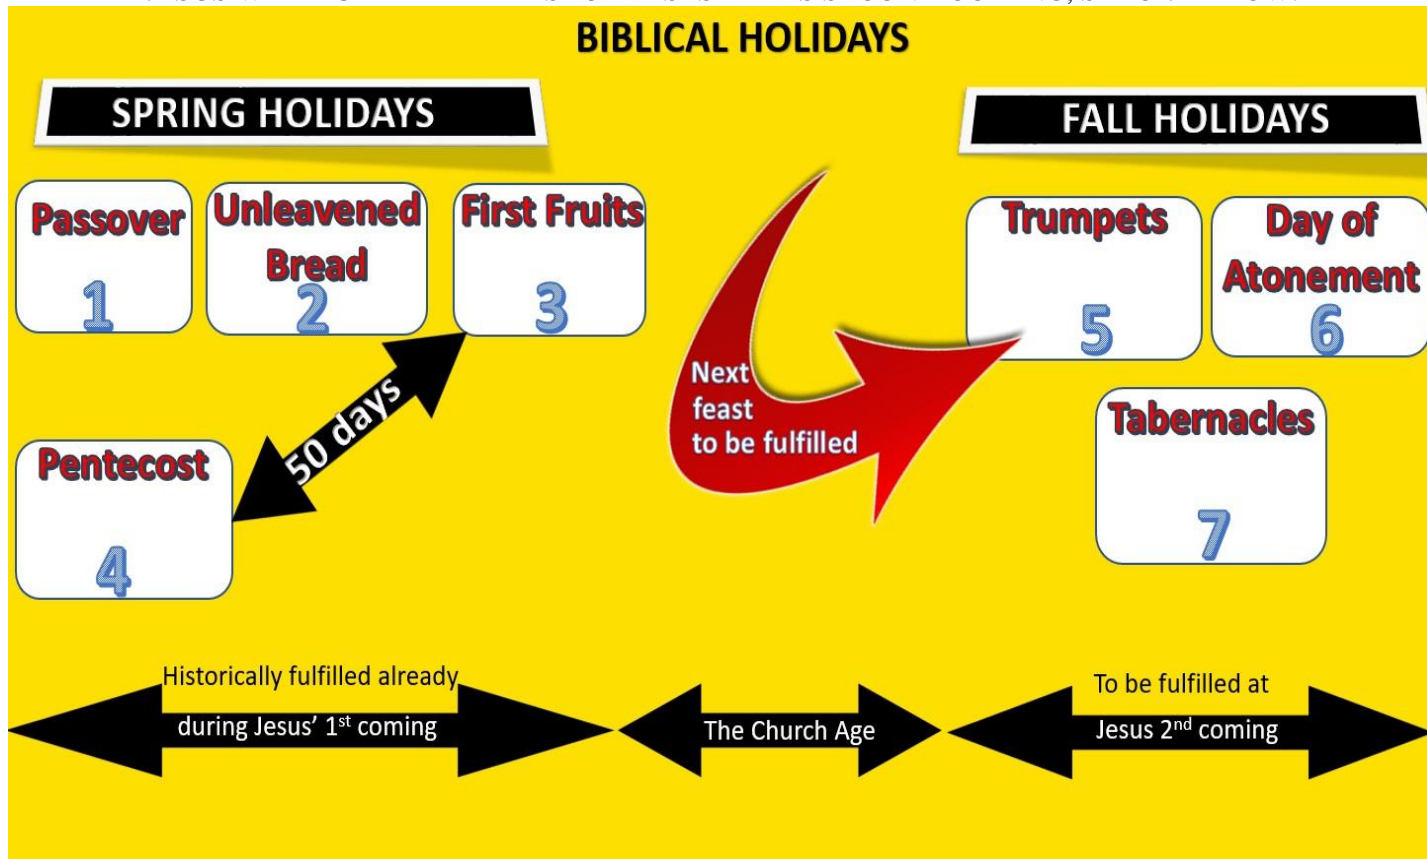 BIBLICAL HOLIDAYS
SPRING HOLIDAYS
FALL HOLIDAYS
Passover
1
Unleavened
Bread
2
First Fruits
3
50 days
Pentecost
4
Next
feast
to be fulfilled
Trumpets
5
Day of
Atonement
6
Tabernacles
7
Historically fulfilled already
during Jesus' 1st coming
The Church Age
To be fulfilled at
Jesus 2nd coming